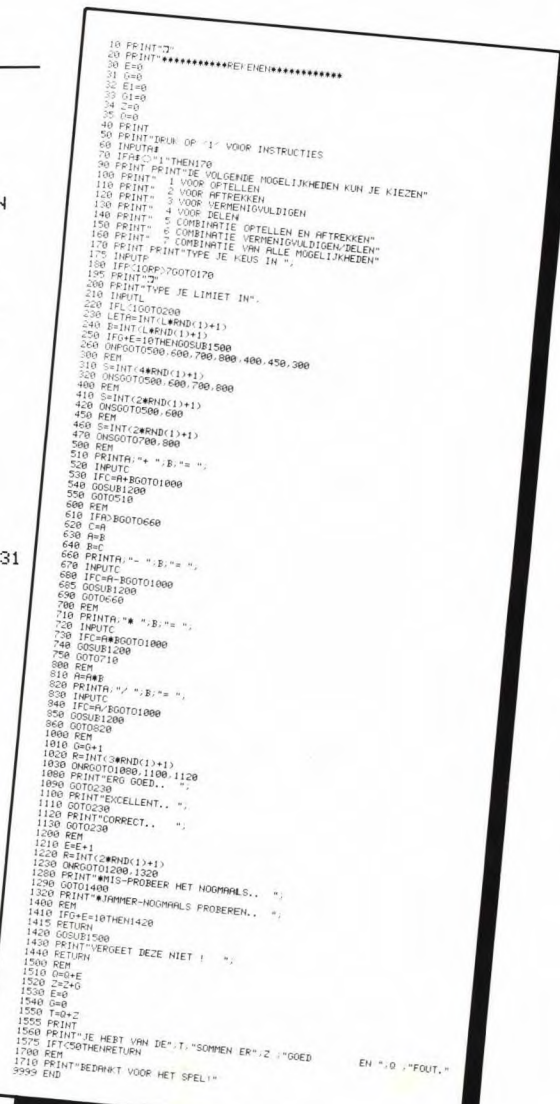 N
31
10 PRINT"�"
20 PRINT"***********REKENEN************
30 E=0
31 G=0
32 E1=0
33 G1=0
34 Z=0
35 O=0
40 PRINT
50 PRINT"DRUK OP "1" VOOR INSTRUCTIES
60 INPUTA$
70 IFA$<>"1"THEN170
90 PRINT PRINT"DE VOLGENDE MOGELIJKHEDEN KUN JE KIEZEN"
100 PRINT" 1 VOOR OPTELLEN
110 PRINT" 2 VOOR AFTREKKEN
120 PRINT" 3 VOOR VERMENIGVULDIGEN
130 PRINT" 4 VOOR DELEN
140 PRINT" 5 COMBINATIE OPTELLEN EN AFTREKKEN"
150 PRINT" 6 COMBINATIE VERMENIGVULDIGEN/DELEN"
160 PRINT" 7 COMBINATIE VAN ALLE MOGELIJKHEDEN"
170 PRINT PRINT"TYPE JE KEUS IN ";
175 INPUTP
180 IFP<1ORP>7GOTO170
195 PRINT"�"
200 PRINT"TYPE JE LIMIET IN".
210 INPUTL
220 IFL<1GOTO200
230 LETA=INT(L*RND(1)+1)
240 B=INT(L*RND(1)+1)
250 IFG+E=10THENGOSUB1500
260 ONPGOTO500,600,700,800,400,450,300
300 REM
310 S=INT(4*RND(1)+1)
320 ONSGOTO500,600,700,800
400 REM
410 S=INT(2*RND(1)+1)
420 ONSGOTO500,600
450 REM
460 S=INT(2*RND(1)+1)
470 ONSGOTO700,800
500 REM
510 PRINTA;"+ ";B;"= ";
520 INPUTC
530 IFC=A+BGOTO1000
540 GOSUB1200
550 GOTO510
600 REM
610 IFA>BGOTO660
620 C=A
630 A=B
640 B=C
660 PRINTA;"- ";B;"= ";
670 INPUTC
680 IFC=A-BGOTO1000
685 GOSUB1200
690 GOTO660
700 REM
710 PRINTA;"* ";B;"= ";
720 INPUTC
730 IFC=A*BGOTO1000
740 GOSUB1200
750 GOTO710
800 REM
810 A=A*B
820 PRINTA;"/ ";B;"= ";
830 INPUTC
840 IFC=A/BGOTO1000
850 GOSUB1200
860 GOTO820
1000 REM
1010 G=G+1
1020 R=INT(3*RND(1)+1)
1030 ONRGOTO1080,1100,1120
1080 PRINT"ERG GOED.. ";
1090 GOTO230
1100 PRINT"EXCELLENT.. ";
1110 GOTO230
1120 PRINT"CORRECT.. ";
1130 GOTO230
1200 REM
1210 E=E+1
1220 R=INT(2*RND(1)+1)
1230 ONRGOTO1200,1320
1280 PRINT"*MIS-PROBEER HET NOGMAALS.. ";
1290 GOTO1400
1320 PRINT"*JAMMER-NOGMAALS PROBEREN.. ";
1400 REM
1410 IFG+E=10THEN1420
1415 RETURN
1420 GOSUB1500
1430 PRINT"VERGEET DEZE NIET ! ";
1440 RETURN
1500 REM
1510 Q=Q+E
1520 Z=Z+G
1530 E=0
1540 G=0
1550 T=Q+Z
1555 PRINT
1560 PRINT"JE HEBT VAN DE";T;"SOMMEN ER";Z ;"GOED EN ";Q ;"FOUT."
1575 IFT<50THENRETURN
1700 REM
1710 PRINT"BEDANKT VOOR HET SPEL!"
9999 END